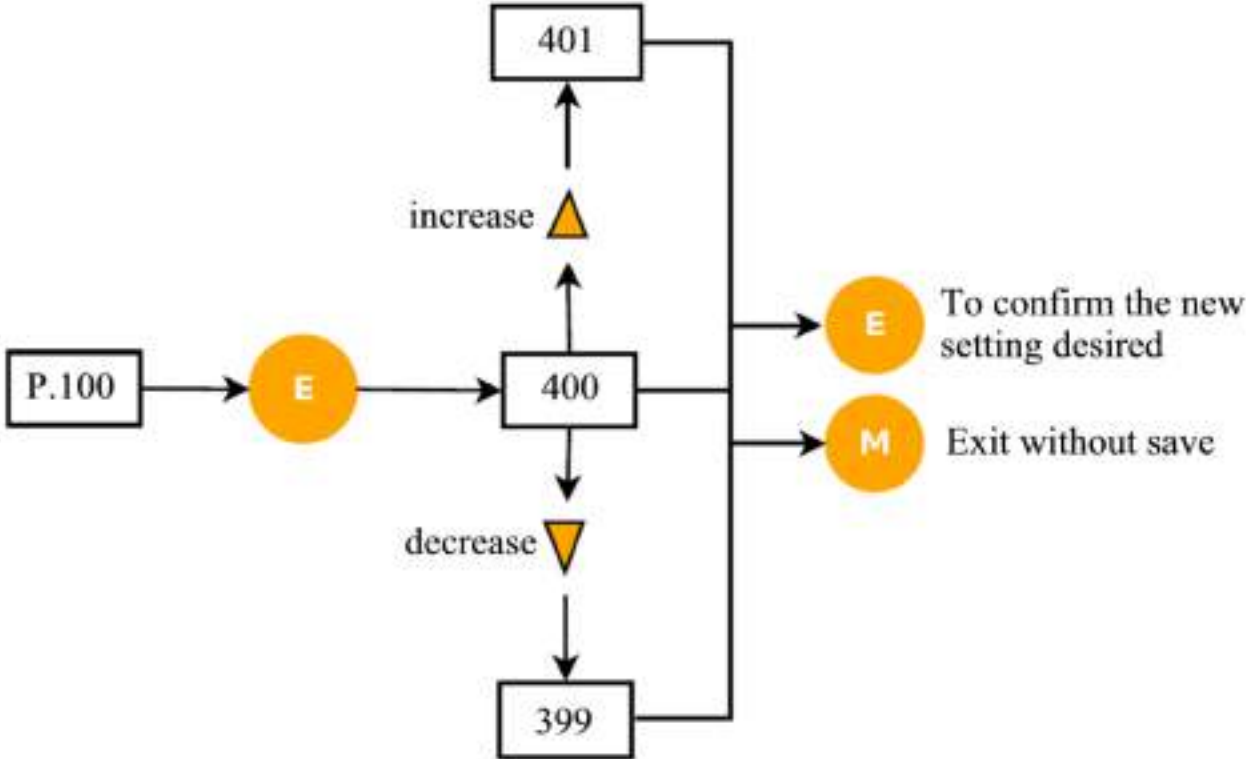 401
increase
P.100
E
400
E
To confirm the new
setting desired
M
Exit without save
decrease
399